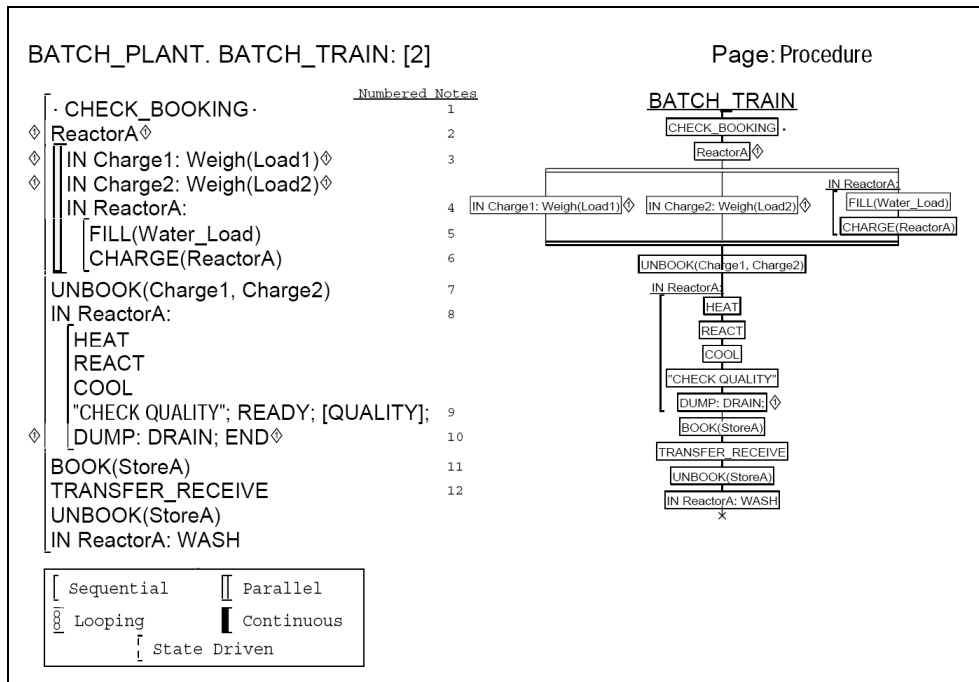 BATCH_PLANT. BATCH_TRAIN: [2]
Page: Procedure
Numbered Notes
· CHECK_BOOKING · 1
ReactorA 2
IN Charge1: Weigh(Load1) 3
IN Charge2: Weigh(Load2)
IN ReactorA: 4
FILL(Water_Load) 5
CHARGE(ReactorA) 6
UNBOOK(Charge1, Charge2) 7
IN ReactorA: 8
HEAT
REACT
COOL
"CHECK QUALITY"; READY; [QUALITY]; 9
DUMP: DRAIN; END 10
BOOK(StoreA) 11
TRANSFER_RECEIVE 12
UNBOOK(StoreA)
IN ReactorA: WASH
Sequential
Parallel
Looping
Continuous
State Driven
BATCH_TRAIN
CHECK_BOOKING ·
ReactorA
IN Charge1: Weigh(Load1)
IN Charge2: Weigh(Load2)
IN ReactorA:
FILL(Water_Load)
CHARGE(ReactorA)
UNBOOK(Charge1, Charge2)
IN ReactorA:
HEAT
REACT
COOL
"CHECK QUALITY"
DUMP: DRAIN;
BOOK(StoreA)
TRANSFER_RECEIVE
UNBOOK(StoreA)
IN ReactorA: WASH